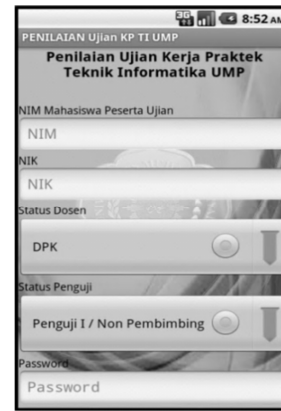 3G
8:52 AM
PENILAIAN Ujian KP TI UMP
Penilaian Ujian Kerja Praktek
Teknik Informatika UMP
NIM Mahasiswa Peserta Ujian
NIM
NIK
NIK
Status Dosen
DPK
Status Penguji
Penguji I / Non Pembimbing
Password
Password